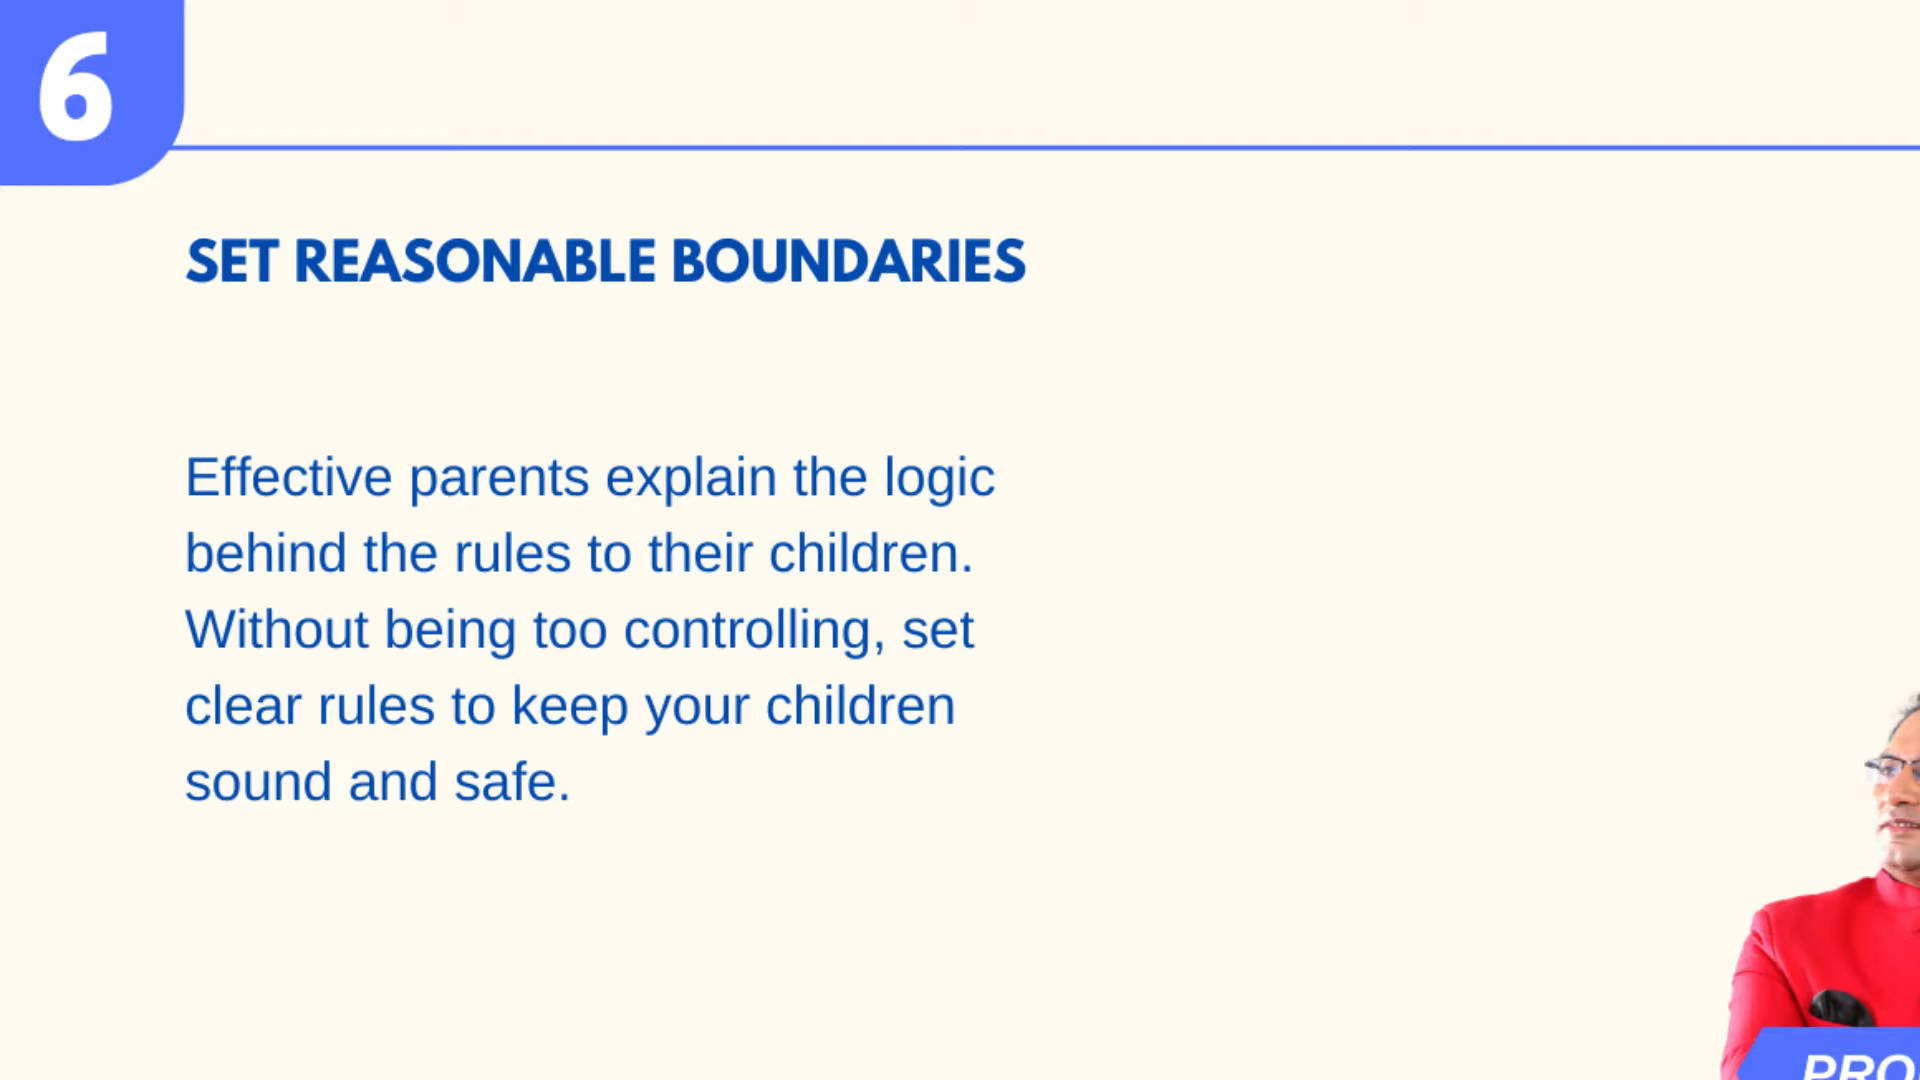 6
SET REASONABLE BOUNDARIES
Effective parents explain the logic
behind the rules to their children.
Without being too controlling, set
clear rules to keep your children
sound and safe.
PRO